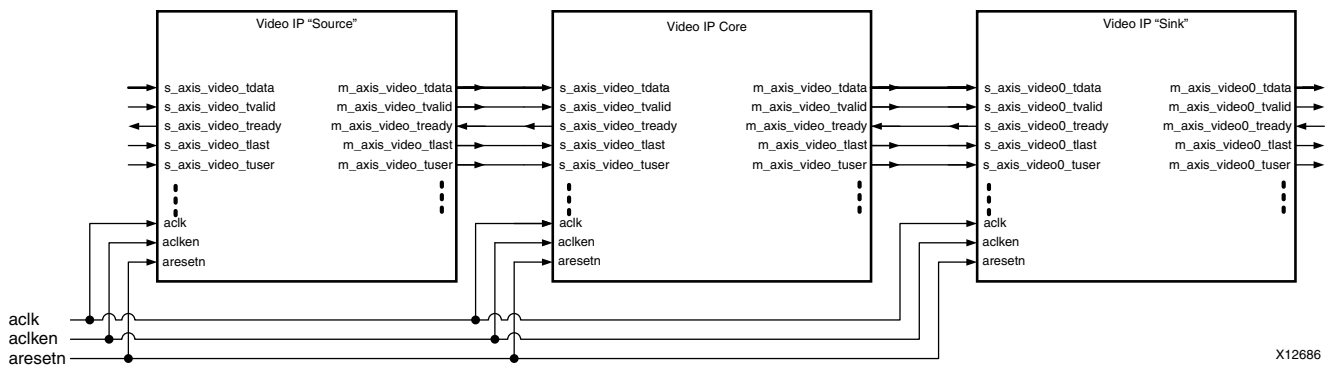 Video IP “Source”
s_axis_video_tdata
s_axis_video_tvalid
s_axis_video_tready
s_axis_video_tlast
s_axis_video_tuser
m_axis_video_tdata
m_axis_video_tvalid
m_axis_video_tready
m_axis_video_tlast
m_axis_video_tuser
aclk
aclken
aresetn
Video IP Core
s_axis_video_tdata
s_axis_video_tvalid
s_axis_video_tready
s_axis_video_tlast
s_axis_video_tuser
m_axis_video_tdata
m_axis_video_tvalid
m_axis_video_tready
m_axis_video_tlast
m_axis_video_tuser
aclk
aclken
aresetn
Video IP “Sink”
s_axis_video0_tdata
s_axis_video0_tvalid
s_axis_video0_tready
s_axis_video0_tlast
s_axis_video0_tuser
m_axis_video0_tdata
m_axis_video0_tvalid
m_axis_video0_tready
m_axis_video0_tlast
m_axis_video0_tuser
aclk
aclken
aresetn
aclk
aclken
aresetn
X12686